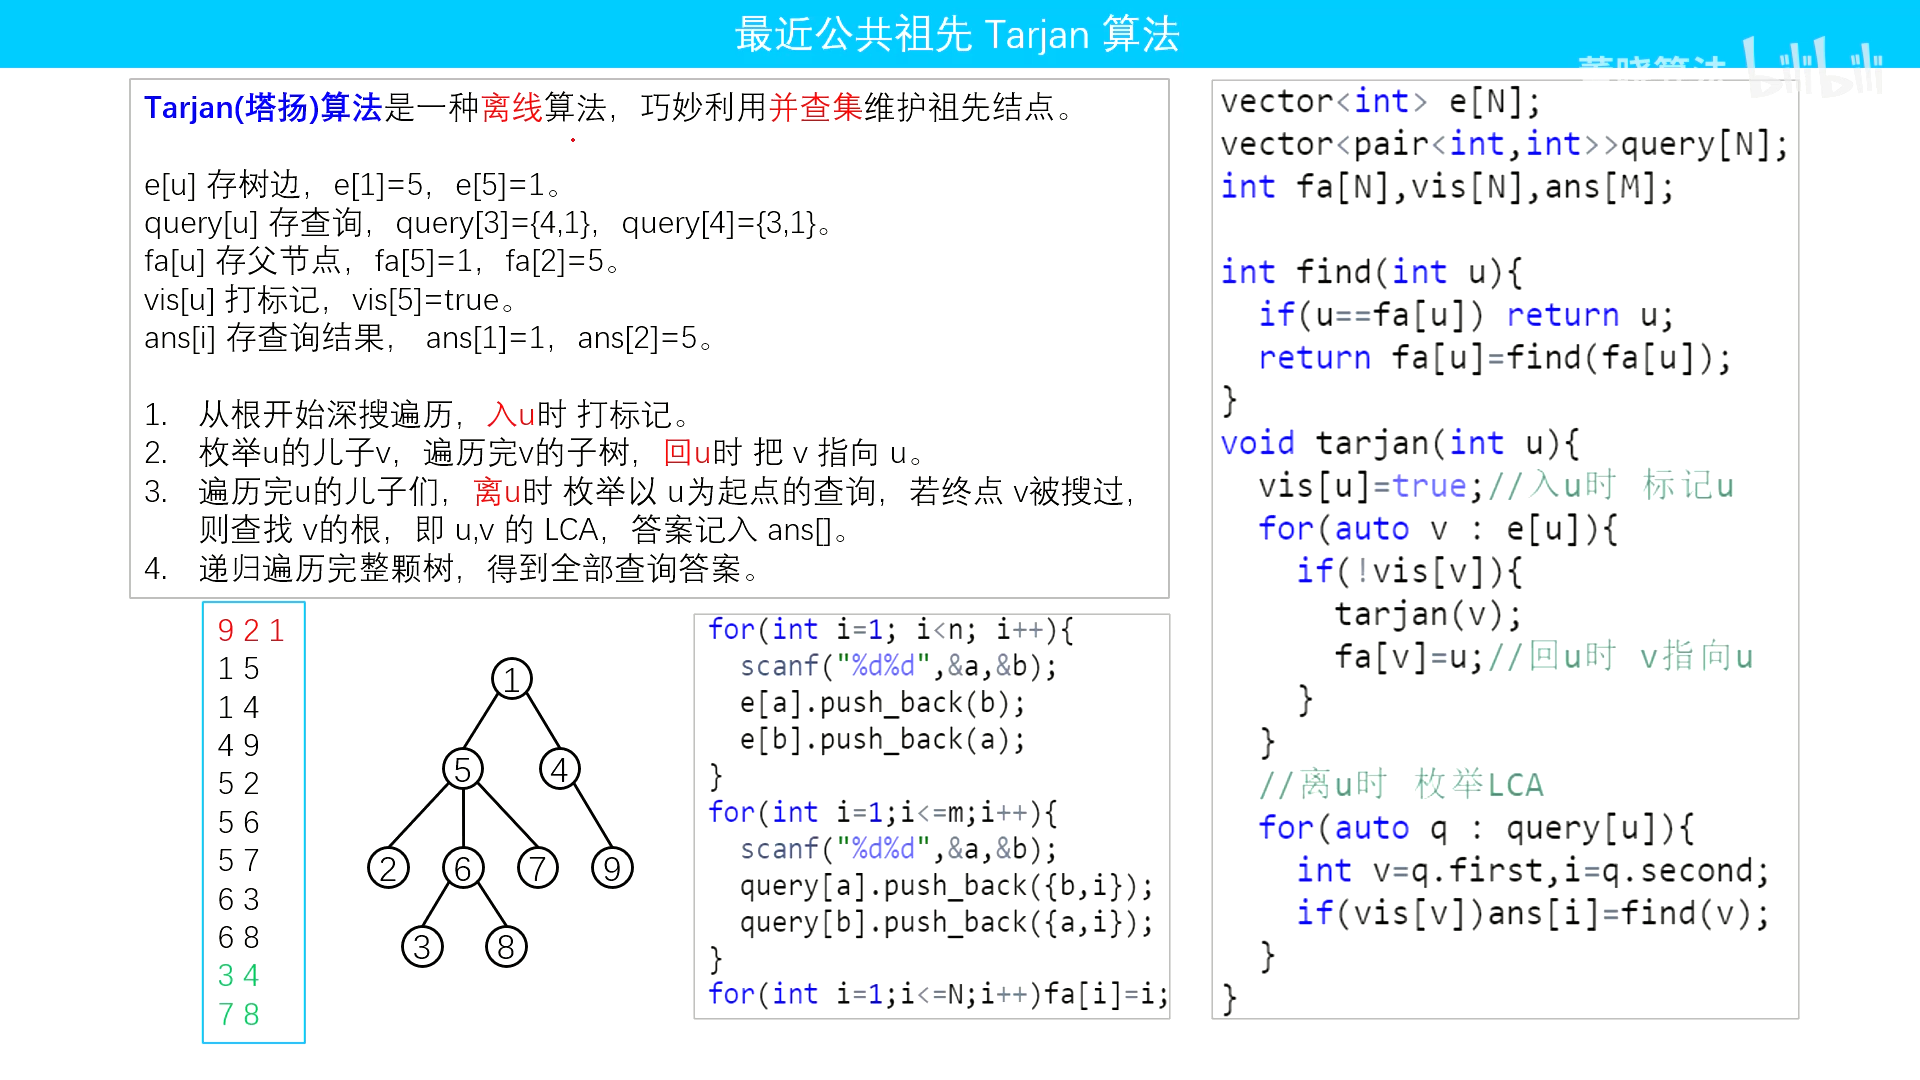 最近公共祖先 Tarjan 算法
董晓算法 bilibili
Tarjan(塔扬)算法是一种离线算法，巧妙利用并查集维护祖先结点。
e[u] 存树边，e[1]=5，e[5]=1。
query[u] 存查询，query[3]={4,1}，query[4]={3,1}。
fa[u] 存父节点，fa[5]=1，fa[2]=5。
vis[u] 打标记，vis[5]=true。
ans[i] 存查询结果， ans[1]=1，ans[2]=5。
1. 从根开始深搜遍历，入u时 打标记。
2. 枚举u的儿子v，遍历完v的子树，回u时 把 v 指向 u。
3. 遍历完u的儿子们，离u时 枚举以 u为起点的查询，若终点 v被搜过，
则查找 v的根，即 u,v 的 LCA，答案记入 ans[]。
4. 递归遍历完整颗树，得到全部查询答案。
9 2 1
1 5
1 4
4 9
5 2
5 6
5 7
6 3
6 8
3 4
7 8
1
5 4
2 6 7 9
3 8
for(int i=1; i<n; i++){
scanf("%d%d",&a,&b);
e[a].push_back(b);
e[b].push_back(a);
}
for(int i=1;i<=m;i++){
scanf("%d%d",&a,&b);
query[a].push_back({b,i});
query[b].push_back({a,i});
}
for(int i=1;i<=N;i++)fa[i]=i;
vector<int> e[N];
vector<pair<int,int>>query[N];
int fa[N],vis[N],ans[M];
int find(int u){
if(u==fa[u]) return u;
return fa[u]=find(fa[u]);
}
void tarjan(int u){
vis[u]=true;//入u时 标记u
for(auto v : e[u]){
if(!vis[v]){
tarjan(v);
fa[v]=u;//回u时 v指向u
}
}
//离u时 枚举LCA
for(auto q : query[u]){
int v=q.first,i=q.second;
if(vis[v])ans[i]=find(v);
}
}